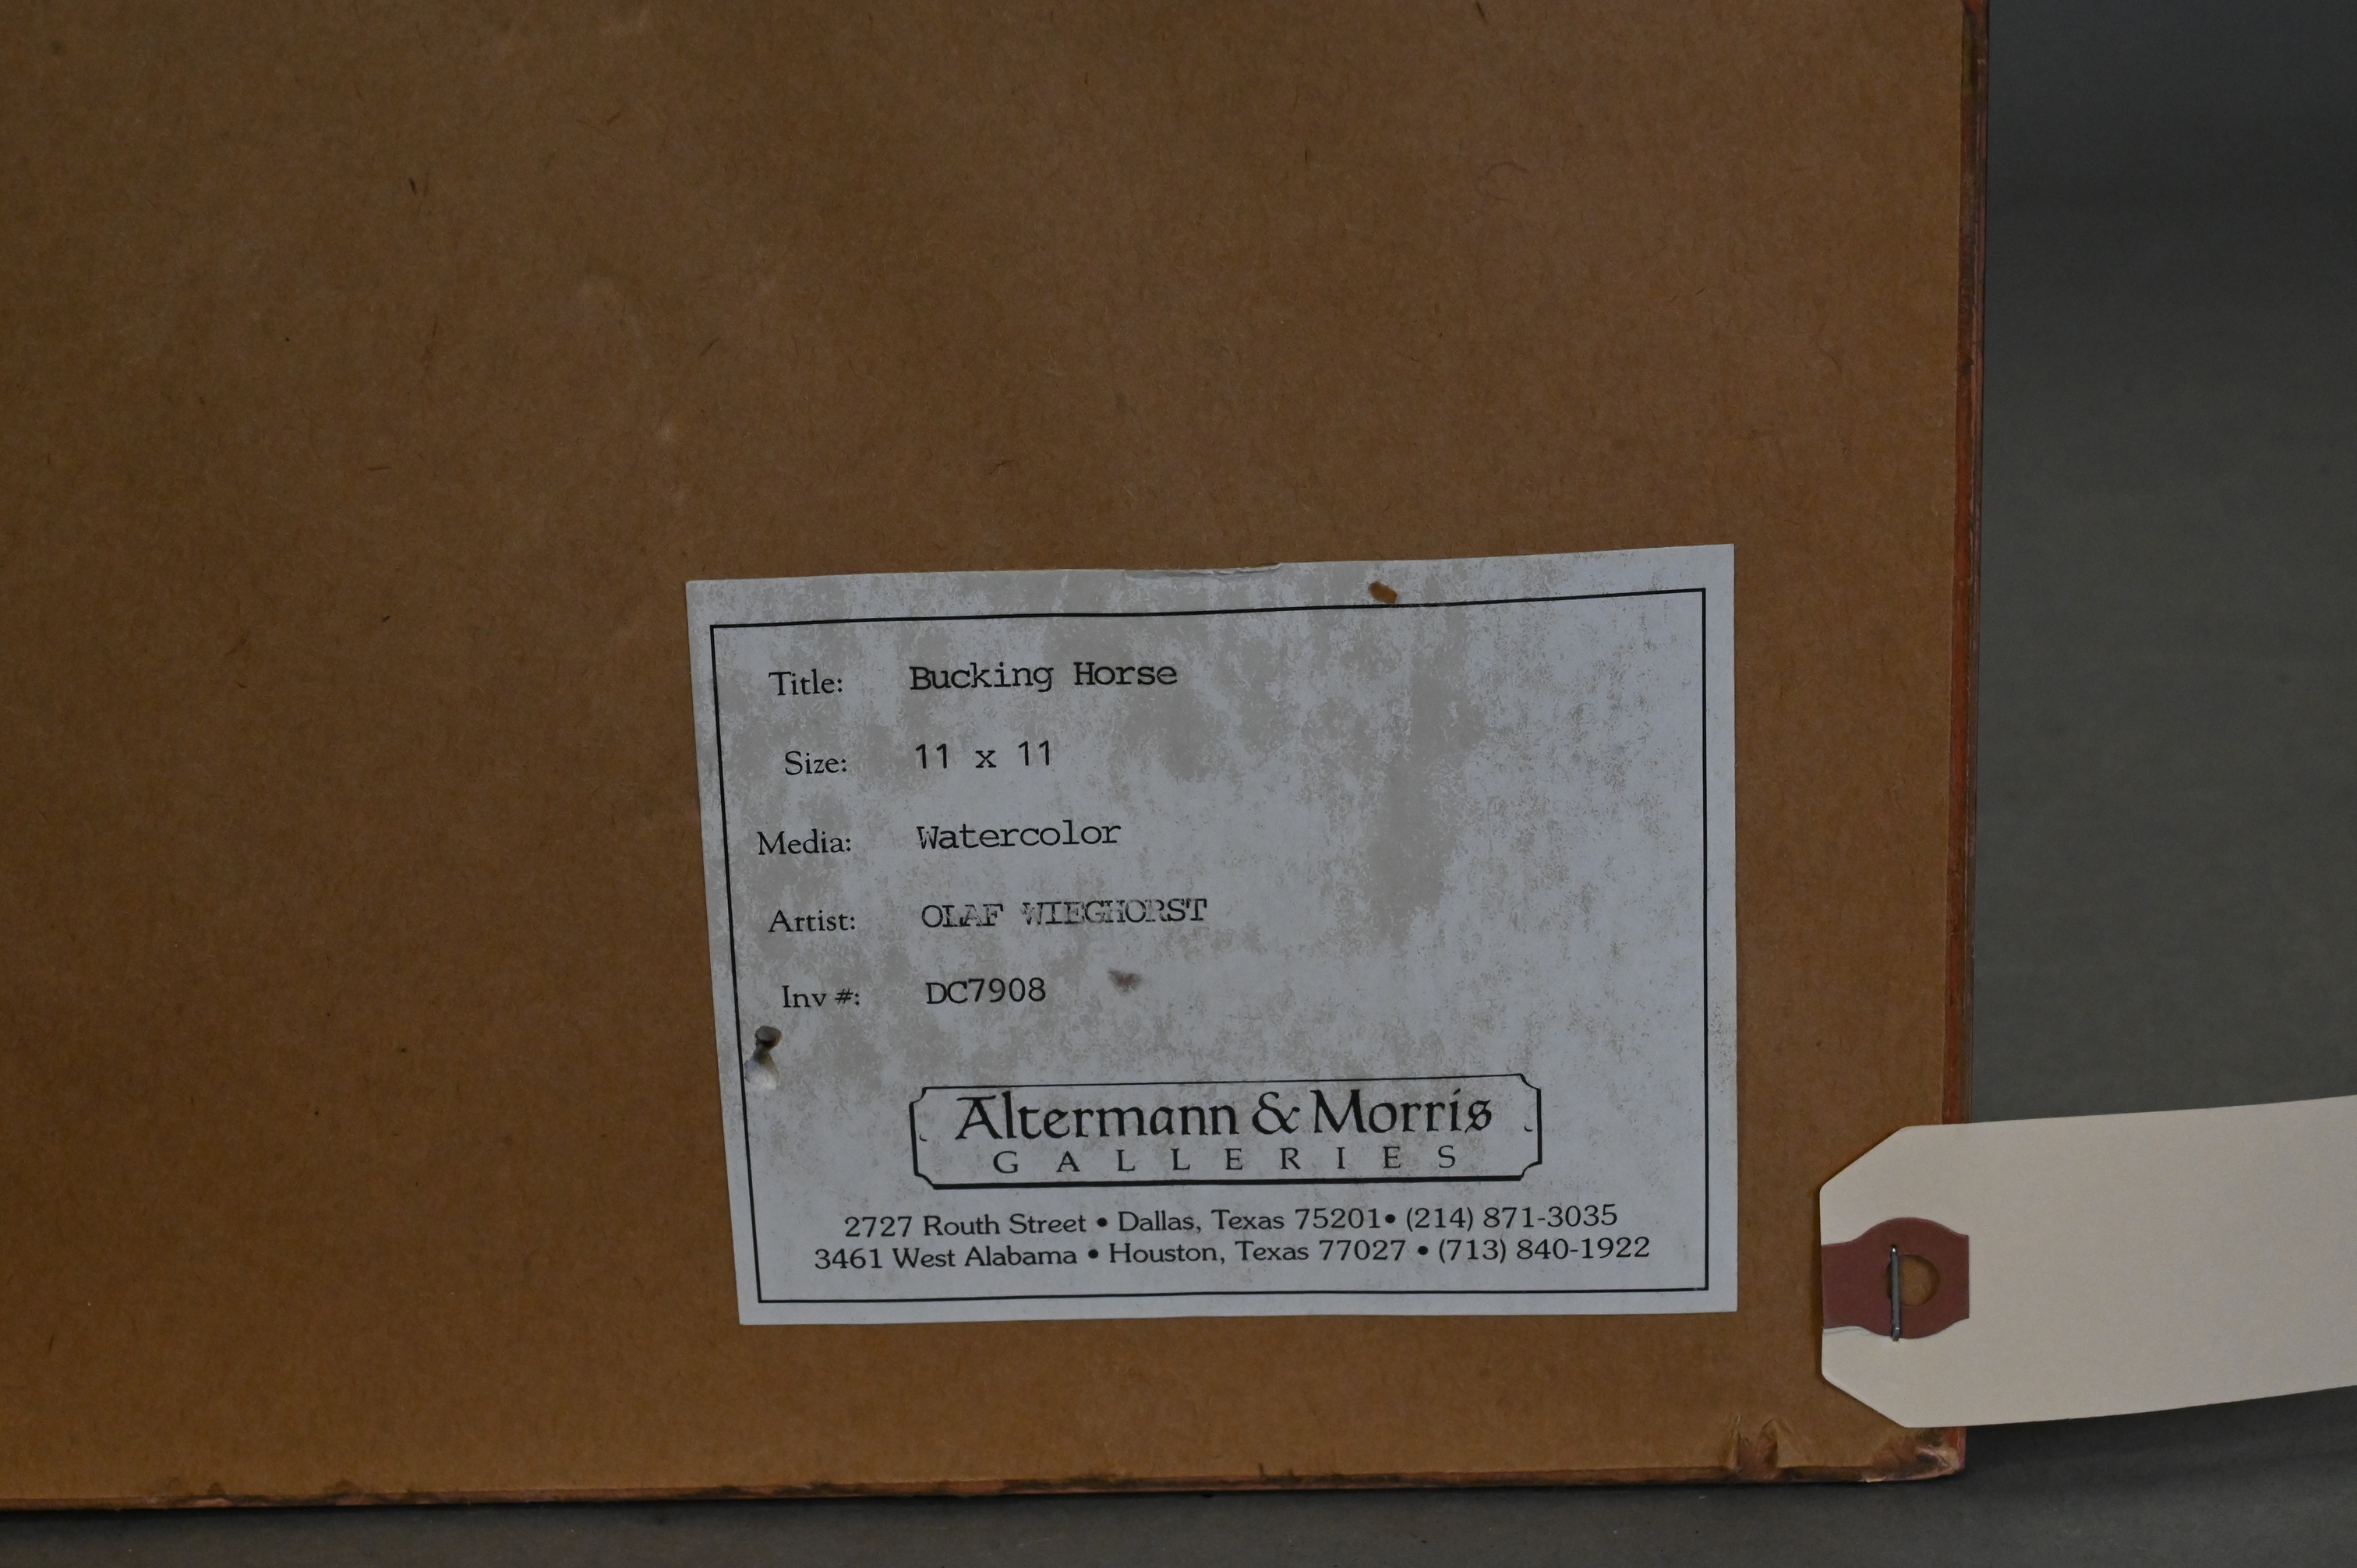 Title: Bucking Horse
Size: 11 x 11
Media: Watercolor
Artist: OLAF WIEGHORST
Inv #: DC7908
Altermann & Morris
GALLERIES
2727 Routh Street • Dallas, Texas 75201• (214) 871-3035
3461 West Alabama • Houston, Texas 77027 • (713) 840-1922